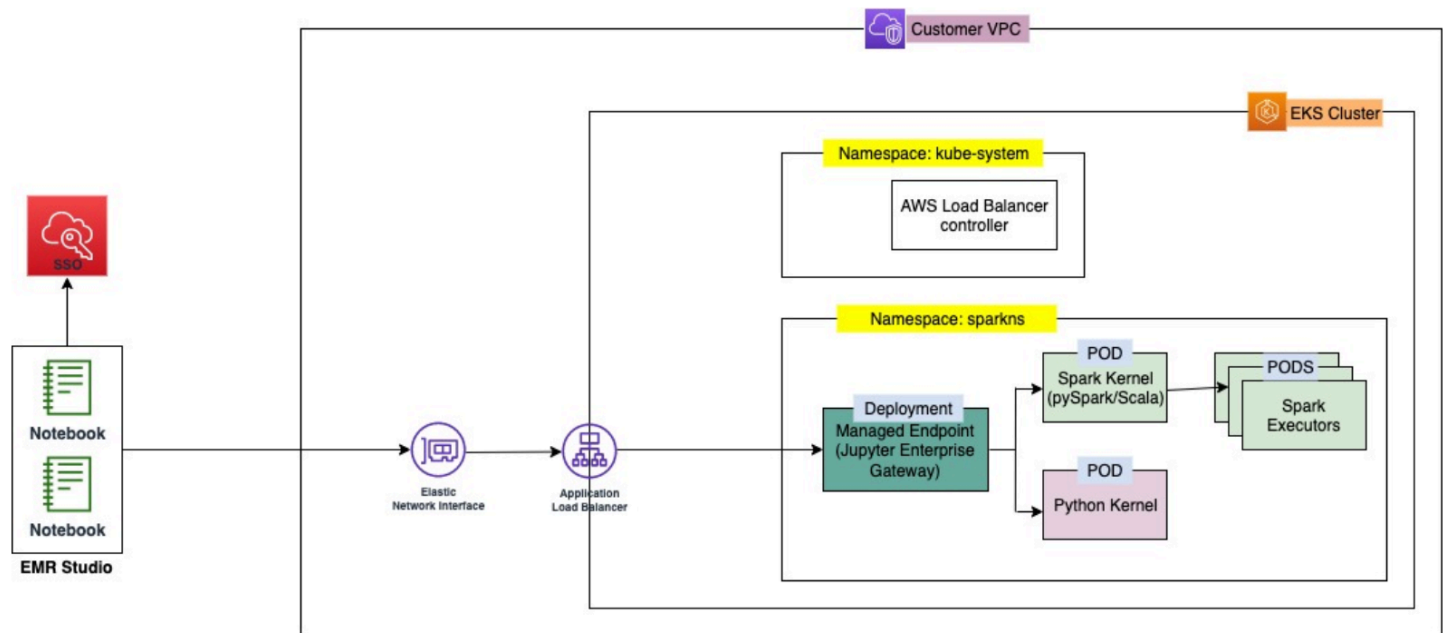 Customer VPC
EKS Cluster
Namespace: kube-system
AWS Load Balancer
controller
SSO
Namespace: sparkns
POD
Spark Kernel
(pySpark/Scala)
PODS
Spark
Executors
Deployment
Managed Endpoint
(Jupyter Enterprise
Gateway)
POD
Python Kernel
Notebook
Notebook
EMR Studio
Elastic
Network Interface
Application
Load Balancer